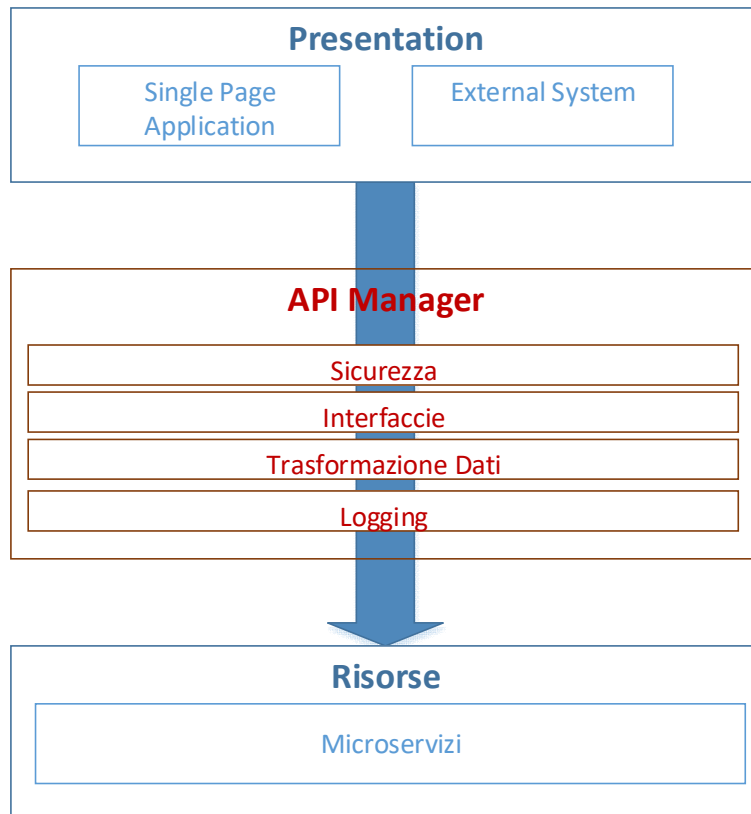 Presentation
Single Page
Application
External System
API Manager
Sicurezza
Interfaccie
Trasformazione Dati
Logging
Risorse
Microservizi